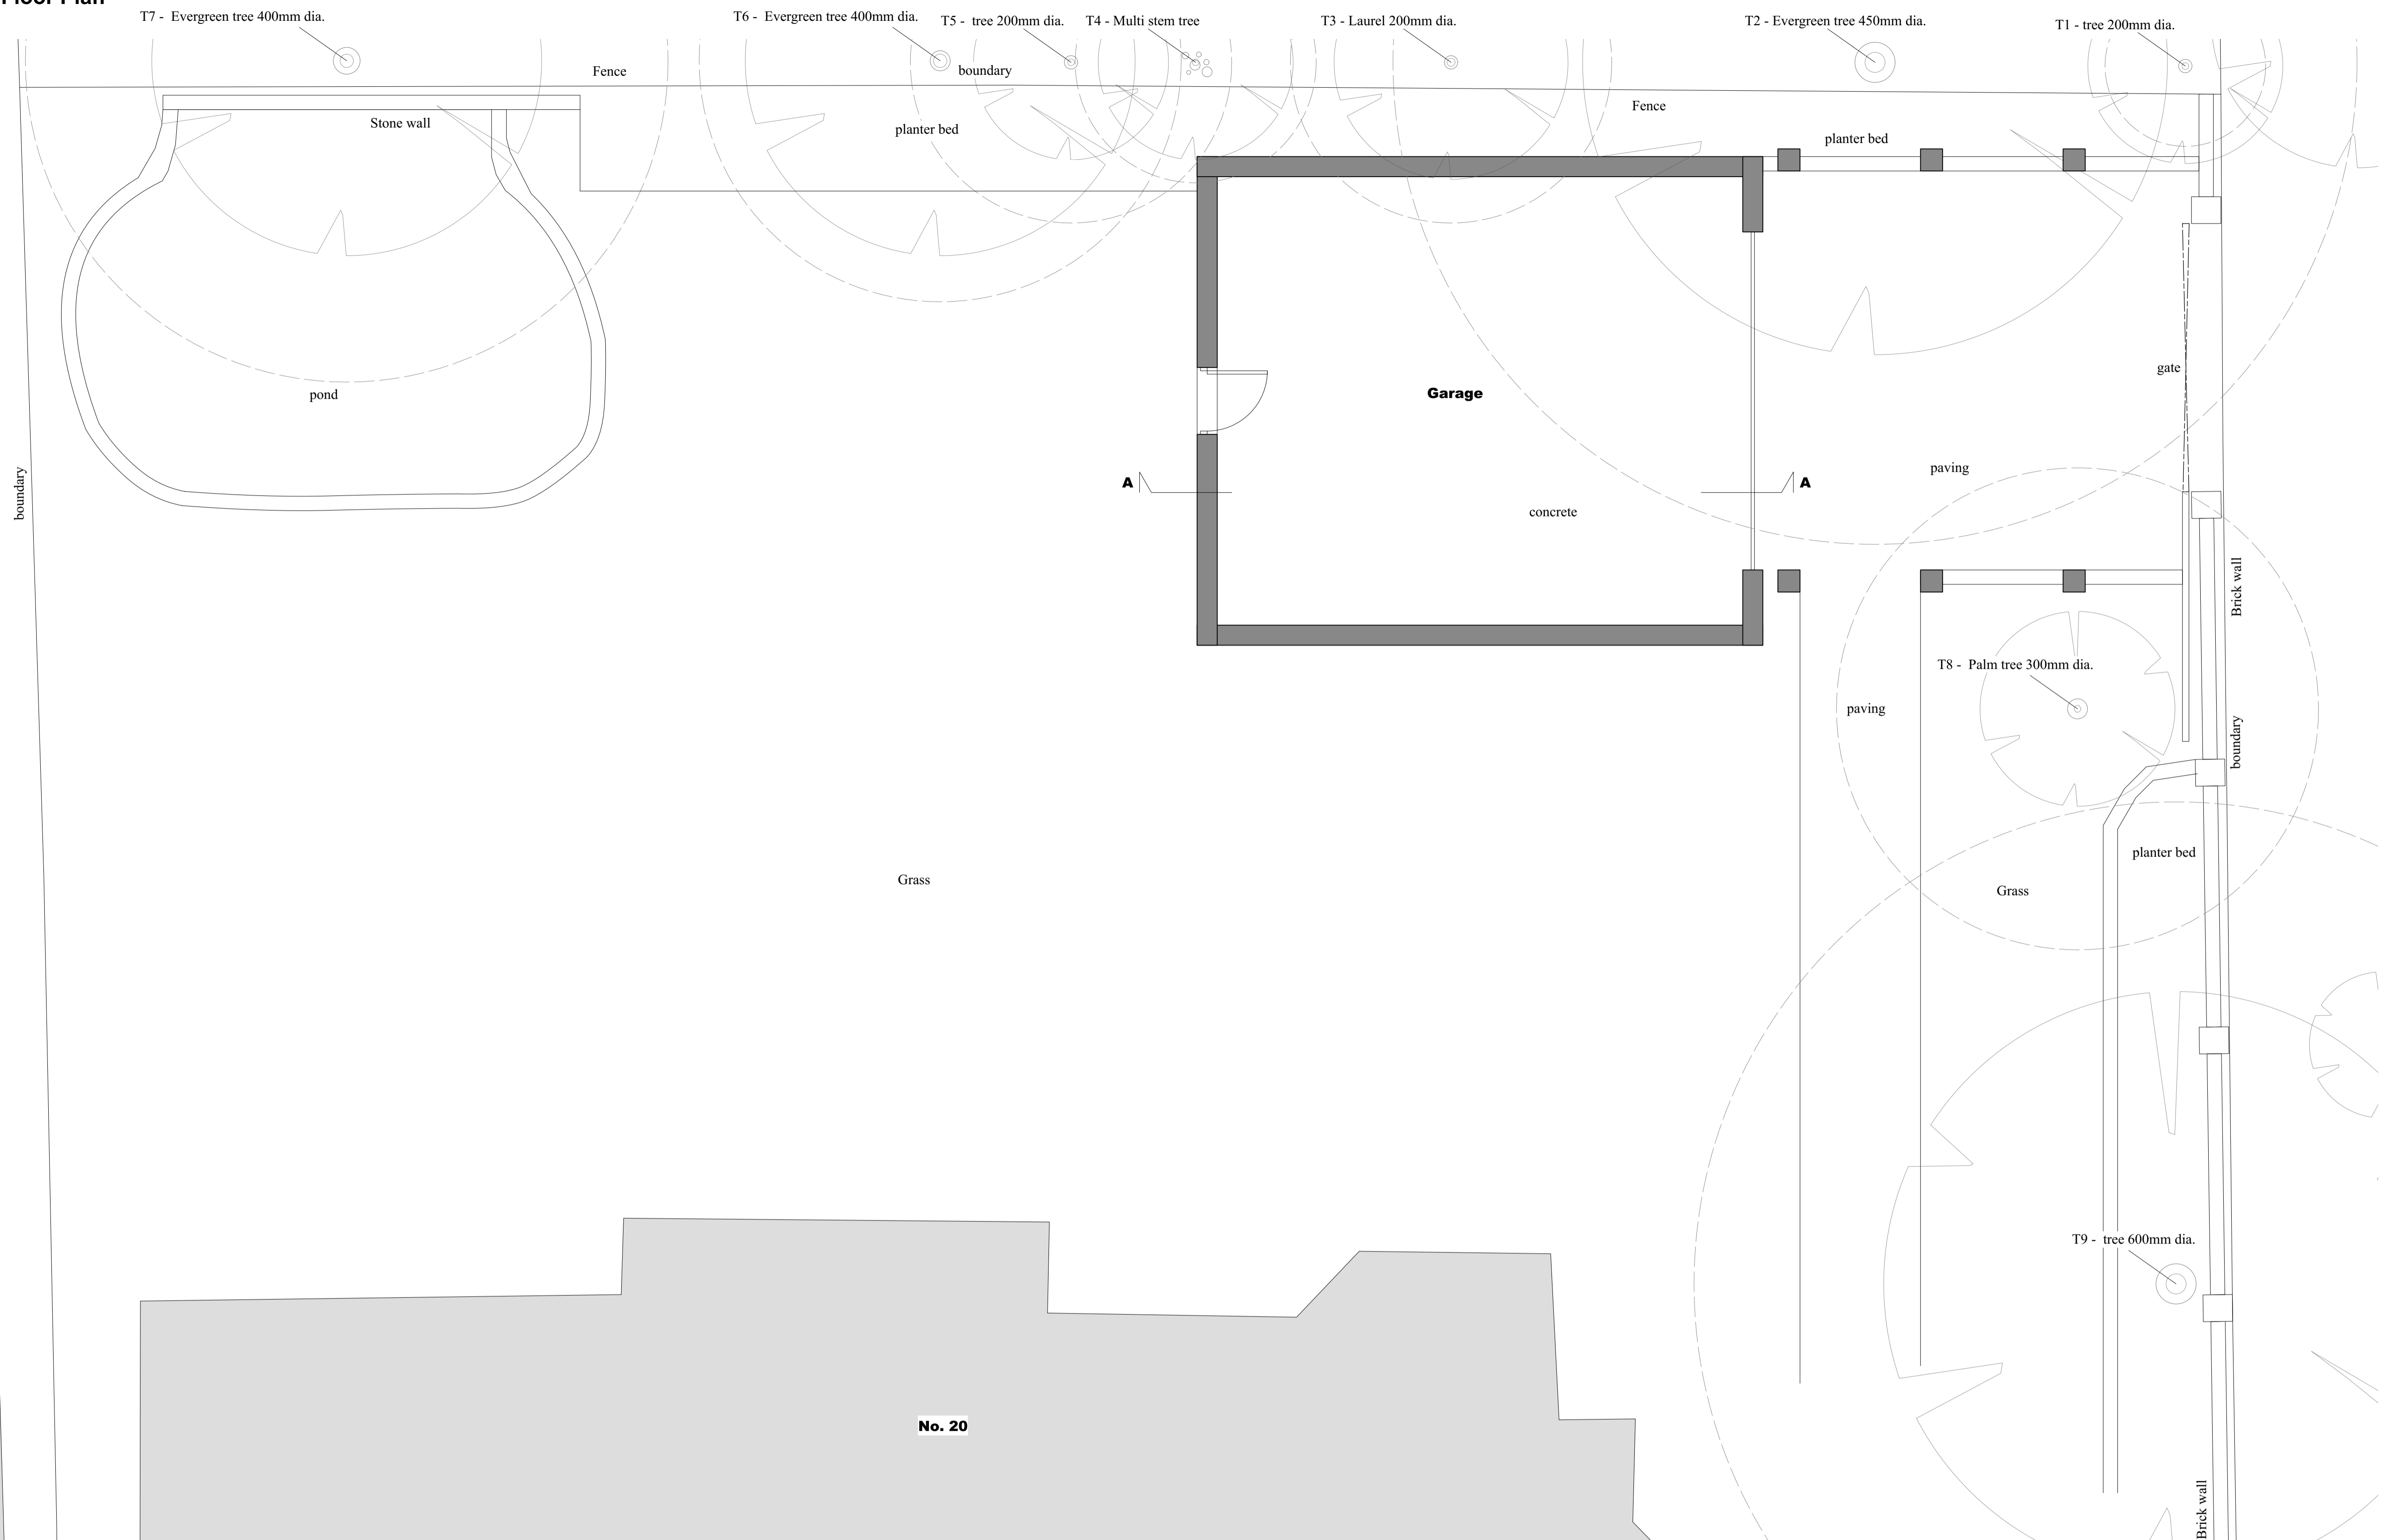 Floor Plan
T7 - Evergreen tree 400mm dia.
T6 - Evergreen tree 400mm dia.
T5 - tree 200mm dia.
T4 - Multi stem tree
T3 - Laurel 200mm dia.
T2 - Evergreen tree 450mm dia.
T1 - tree 200mm dia.
Fence
boundary
Fence
Stone wall
planter bed
planter bed
pond
Garage
gate
boundary
A
A
paving
concrete
Brick wall
T8 - Palm tree 300mm dia.
paving
boundary
planter bed
Grass
Grass
T9 - tree 600mm dia.
No. 20
Brick wall